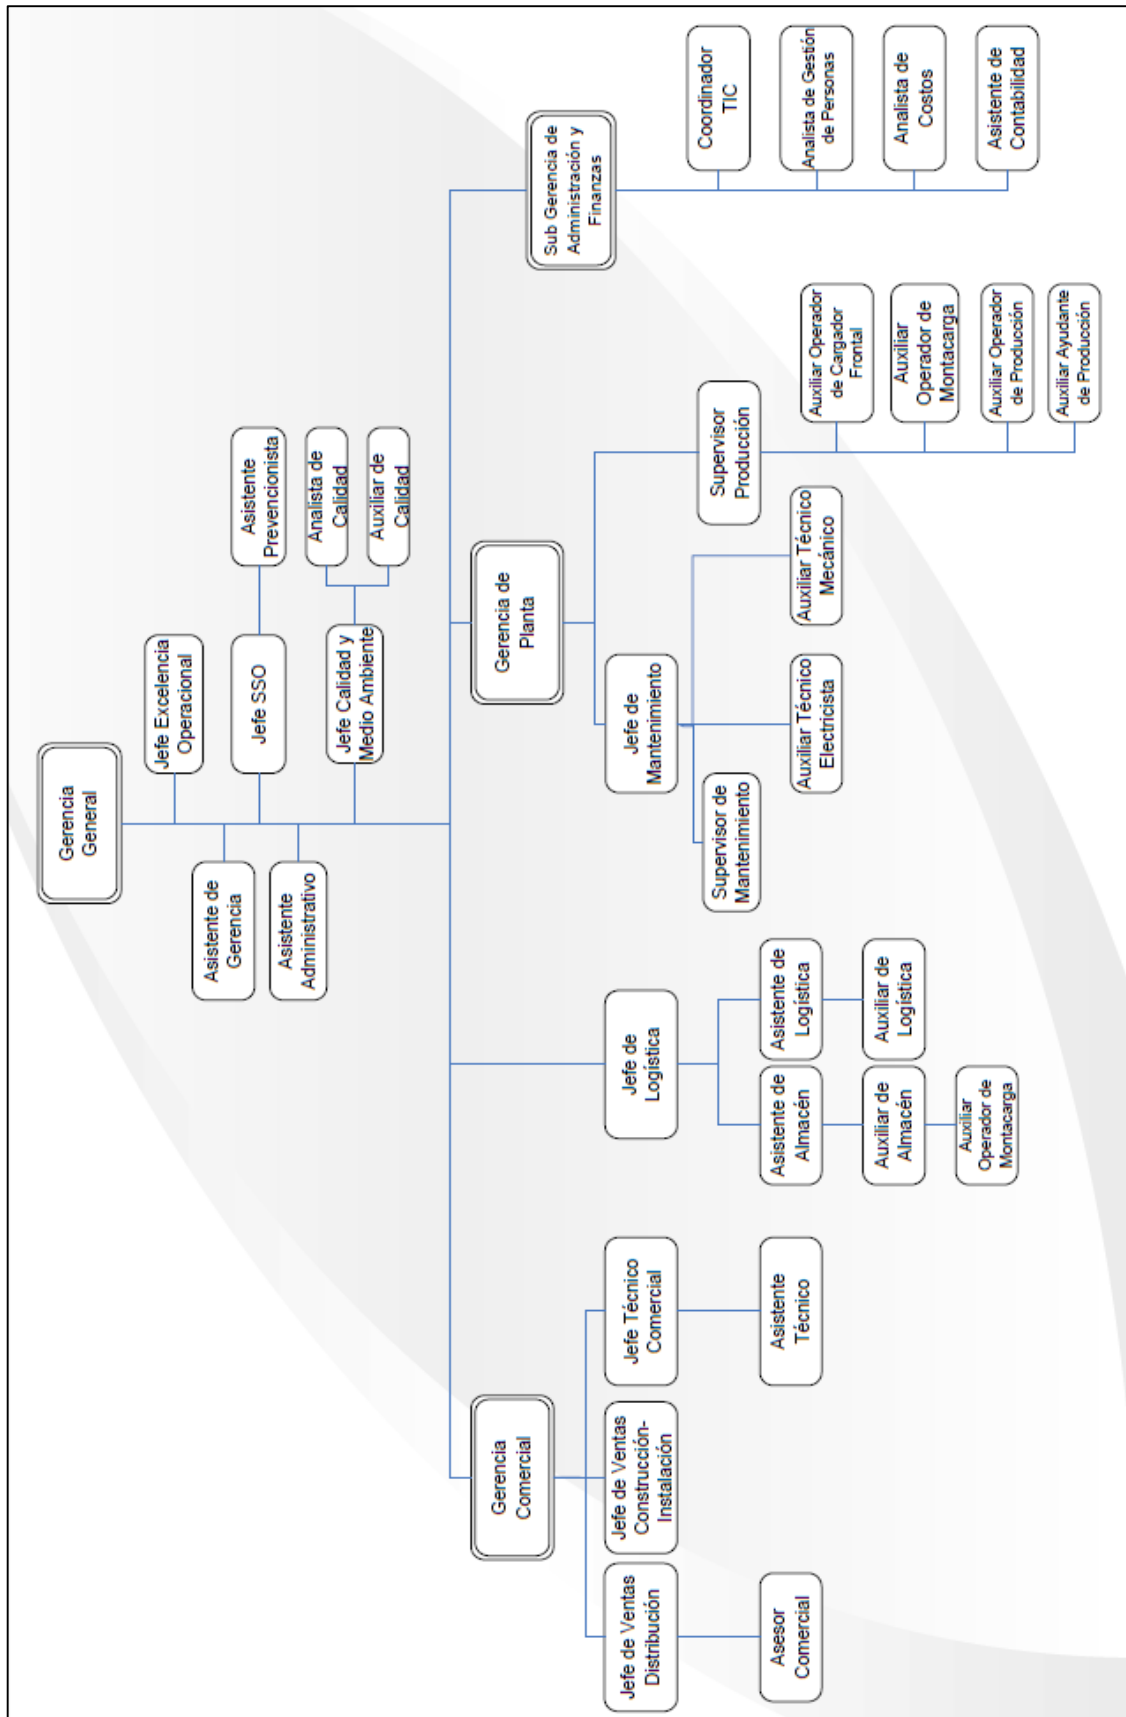 Gerencia
General
Jefe Excelencia
Operacional
Asistente de
Gerencia
Jefe SSO
Asistente
Prevencionista
Asistente
Administrativo
Jefe Calidad y
Medio Ambiente
Analista de
Calidad
Auxiliar de
Calidad
Gerencia
Comercial
Jefe de Ventas
Distribución
Asesor
Comercial
Jefe de Ventas
Construcción-
Instalación
Jefe Técnico
Comercial
Asistente
Técnico
Jefe de
Logística
Asistente de
Almacén
Auxiliar de
Almacén
Auxiliar
Operador de
Montacarga
Asistente de
Logística
Auxiliar de
Logística
Gerencia de
Planta
Jefe de
Mantenimiento
Supervisor de
Mantenimiento
Auxiliar Técnico
Electricista
Auxiliar Técnico
Mecánico
Supervisor
Producción
Auxiliar Operador
de Cargador
Frontal
Auxiliar
Operador de
Montacarga
Auxiliar Operador
de Producción
Auxiliar Ayudante
de Producción
Sub Gerencia de
Administración y
Finanzas
Coordinador
TIC
Analista de Gestión
de Personas
Analista de
Costos
Asistente de
Contabilidad